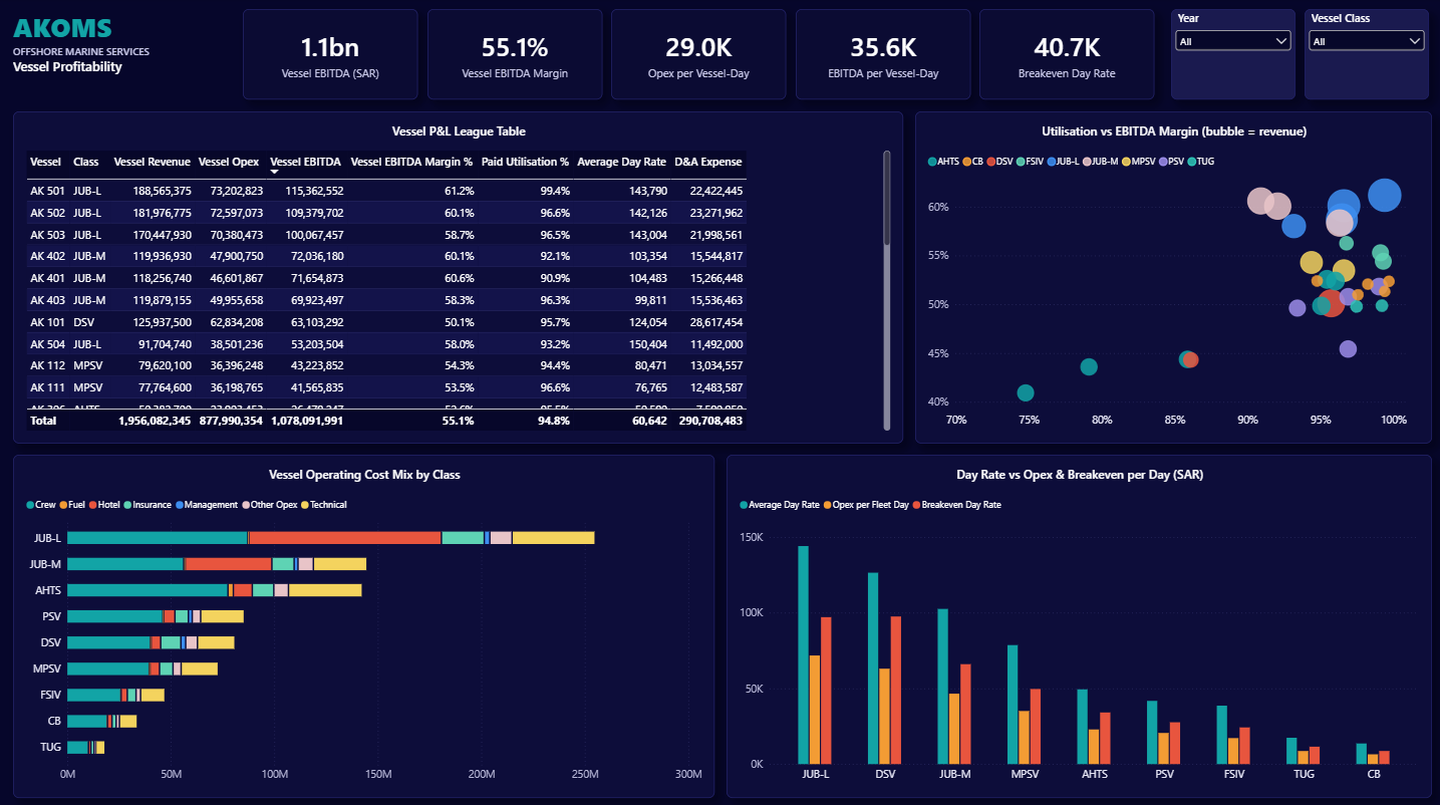 AKOMS
OFFSHORE MARINE SERVICES
Vessel Profitability
1.1bn
Vessel EBITDA (SAR)
55.1%
Vessel EBITDA Margin
29.0K
Opex per Vessel-Day
35.6K
EBITDA per Vessel-Day
40.7K
Breakeven Day Rate
Year
All
Vessel Class
All
Vessel P&L League Table
Vessel Class Vessel Revenue Vessel Opex Vessel EBITDA Vessel EBITDA Margin % Paid Utilisation % Average Day Rate D&A Expense
AK 501 JUB-L 188,565,375 73,202,823 115,362,552 61.2% 99.4% 143,790 22,422,445
AK 502 JUB-L 181,976,775 72,597,073 109,379,702 60.1% 96.6% 142,126 23,271,962
AK 503 JUB-L 170,447,930 70,380,473 100,067,457 58.7% 96.5% 143,004 21,998,561
AK 402 JUB-M 119,936,930 47,900,750 72,036,180 60.1% 92.1% 103,354 15,544,817
AK 401 JUB-M 118,256,740 46,601,867 71,654,873 60.6% 90.9% 104,483 15,266,448
AK 403 JUB-M 119,879,155 49,955,658 69,923,497 58.3% 96.3% 99,811 15,536,463
AK 101 DSV 125,937,500 62,834,208 63,103,292 50.1% 95.7% 124,054 28,617,454
AK 504 JUB-L 91,704,740 38,501,236 53,203,504 58.0% 93.2% 150,404 11,492,000
AK 112 MPSV 79,620,100 36,396,248 43,223,852 54.3% 94.4% 80,471 13,034,557
AK 111 MPSV 77,764,600 36,198,765 41,565,835 53.5% 96.6% 76,765 12,483,587
Total 1,956,082,345 877,990,354 1,078,091,991 55.1% 94.8% 60,642 290,708,483
Utilisation vs EBITDA Margin (bubble = revenue)
AHTS CB DSV FSIV JUB-L JUB-M MPSV PSV TUG
60%
55%
50%
45%
40%
70% 75% 80% 85% 90% 95% 100%
Vessel Operating Cost Mix by Class
Crew Fuel Hotel Insurance Management Other Opex Technical
JUB-L
JUB-M
AHTS
PSV
DSV
MPSV
FSIV
CB
TUG
0M 50M 100M 150M 200M 250M 300M
Day Rate vs Opex & Breakeven per Day (SAR)
Average Day Rate Opex per Fleet Day Breakeven Day Rate
150K
100K
50K
0K
JUB-L DSV JUB-M MPSV AHTS PSV FSIV TUG CB